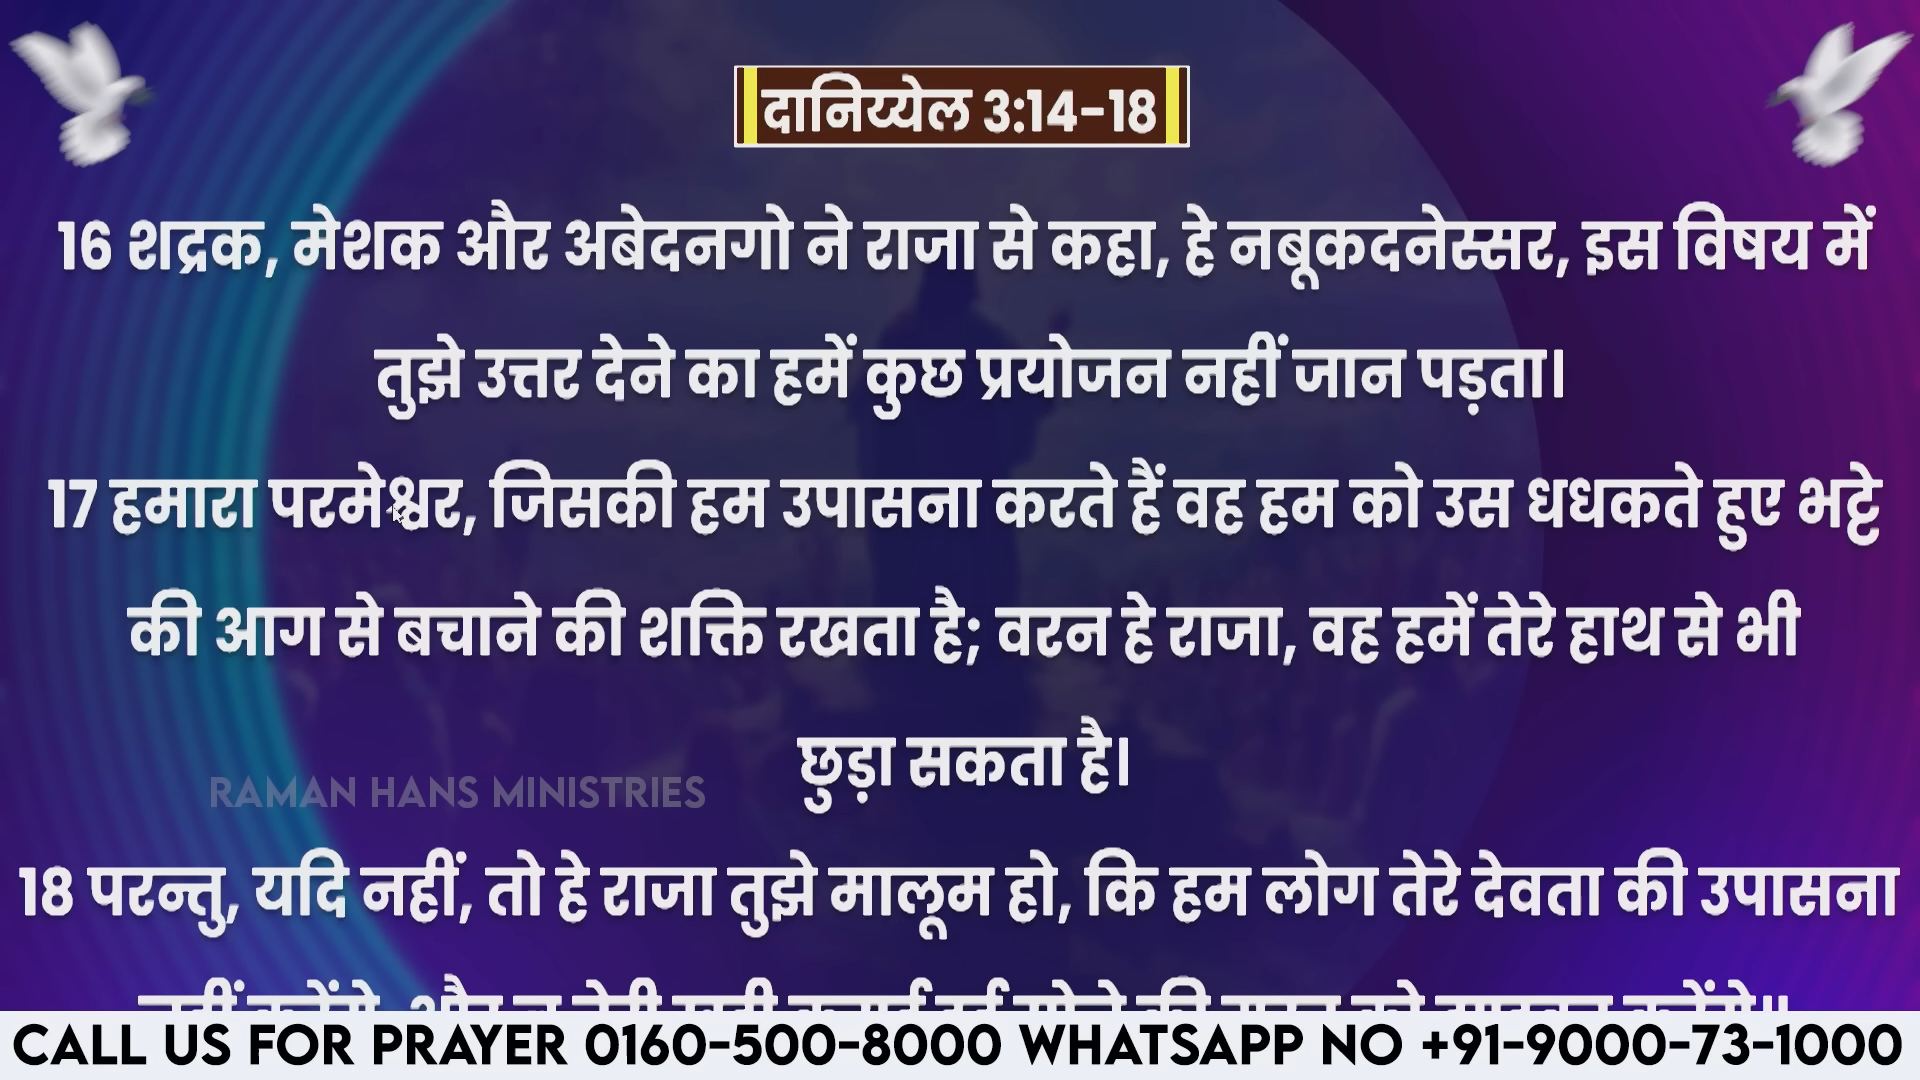 दानिय्येल 3:14-18
16 शद्रक, मेशक और अबेदनगो ने राजा से कहा, हे नबूकदनेस्सर, इस विषय में
तुझे उत्तर देने का हमें कुछ प्रयोजन नहीं जान पड़ता।
17 हमारा परमेश्वर, जिसकी हम उपासना करते हैं वह हम को उस धधकते हुए भट्टे
की आग से बचाने की शक्ति रखता है; वरन हे राजा, वह हमें तेरे हाथ से भी
छुड़ा सकता है।
RAMAN HANS MINISTRIES
18 परन्तु, यदि नहीं, तो हे राजा तुझे मालूम हो, कि हम लोग तेरे देवता की उपासना
CALL US FOR PRAYER 0160-500-8000 WHATSAPP NO +91-9000-73-1000